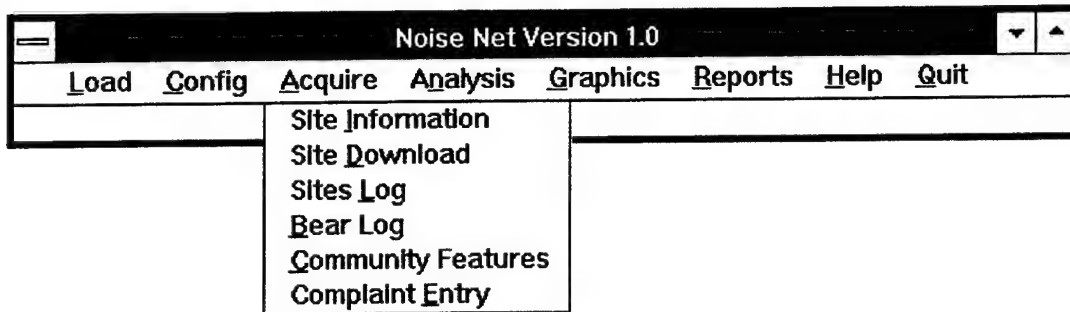 Noise Net Version 1.0
Load Config Acquire Analysis Graphics Reports Help Quit
Site Information
Site Download
Sites Log
Bear Log
Community Features
Complaint Entry